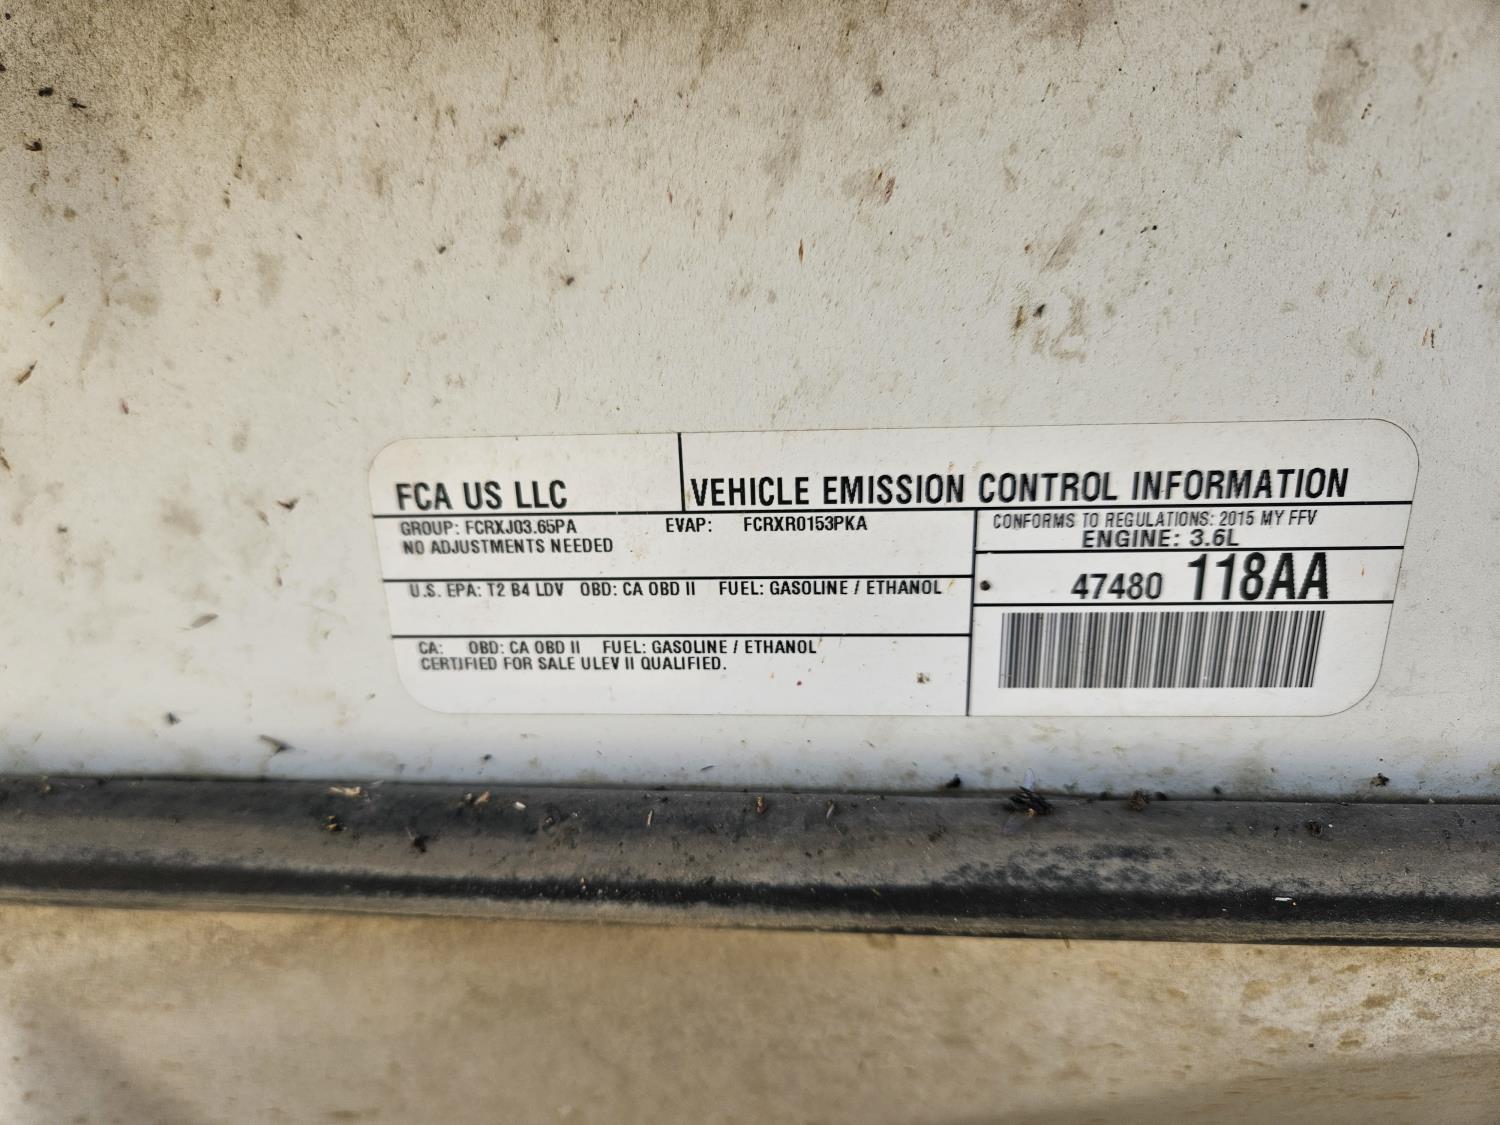 FCA US LLC
VEHICLE EMISSION CONTROL INFORMATION
GROUP: FCRXJ03.65PA EVAP: FCRXR0153PKA
NO ADJUSTMENTS NEEDED
CONFORMS TO REGULATIONS: 2015 MY FFV
ENGINE: 3.6L
U.S. EPA: T2 B4 LDV OBD: CA OBD II FUEL: GASOLINE / ETHANOL
47480 118AA
CA: OBD: CA OBD II FUEL: GASOLINE / ETHANOL
CERTIFIED FOR SALE ULEV II QUALIFIED.